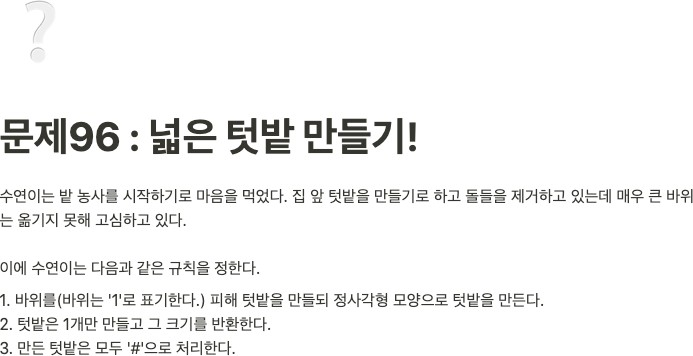 ?
문제96 : 넓은 텃밭 만들기!
수연이는 밭 농사를 시작하기로 마음을 먹었다. 집 앞 텃밭을 만들기로 하고 돌들을 제거하고 있는데 매우 큰 바위
는 옮기지 못해 고심하고 있다.
이에 수연이는 다음과 같은 규칙을 정한다.
1. 바위를(바위는 '1'로 표기한다.) 피해 텃밭을 만들되 정사각형 모양으로 텃밭을 만든다.
2. 텃밭은 1개만 만들고 그 크기를 반환한다.
3. 만든 텃밭은 모두 '#'으로 처리한다.